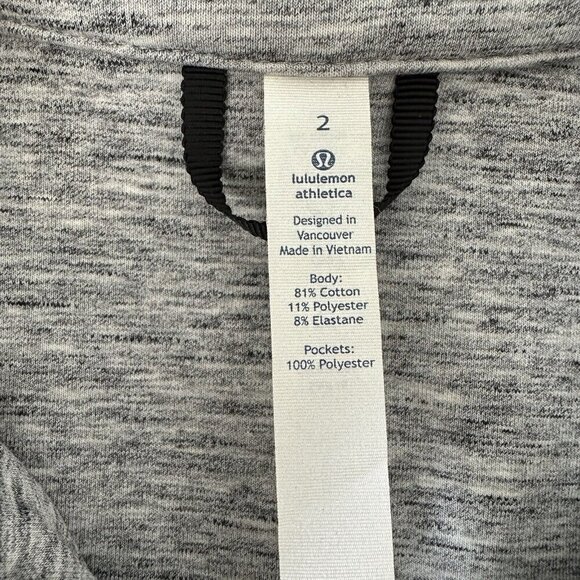 2
lululemon
athletica
Designed in
Vancouver
Made in Vietnam
Body:
81% Cotton
11% Polyester
8% Elastane
Pockets:
100% Polyester